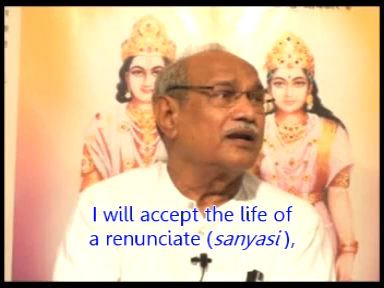 I will accept the life of
a renunciate (sanyasi),